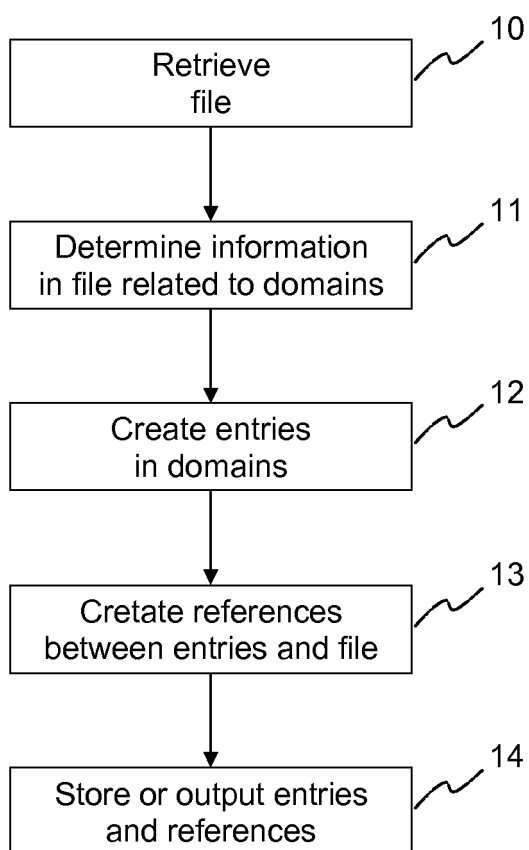 10
Retrieve
file
11
Determine information
in file related to domains
12
Create entries
in domains
13
Cretate references
between entries and file
14
Store or output entries
and references